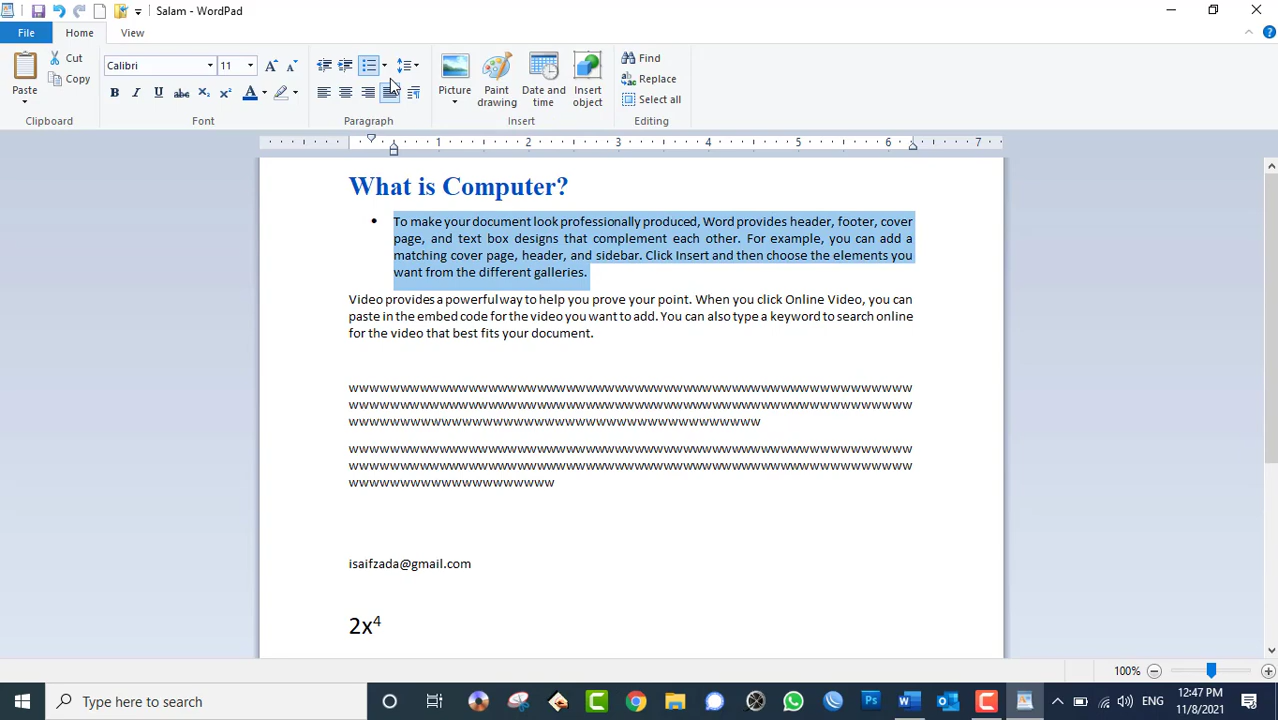 Salam - WordPad
File Home View
Paste Cut Copy Clipboard
Calibri 11
Font
Paragraph
Picture Paint drawing Date and time Insert object
Insert
Find
Replace
Select all
Editing
1 2 3 4 5 6 7
What is Computer?
• To make your document look professionally produced, Word provides header, footer, cover
page, and text box designs that complement each other. For example, you can add a
matching cover page, header, and sidebar. Click Insert and then choose the elements you
want from the different galleries.
Video provides a powerful way to help you prove your point. When you click Online Video, you can
paste in the embed code for the video you want to add. You can also type a keyword to search online
for the video that best fits your document.
isaifzada@gmail.com
2x⁴
100%
Type here to search
ENG
12:47 PM
11/8/2021